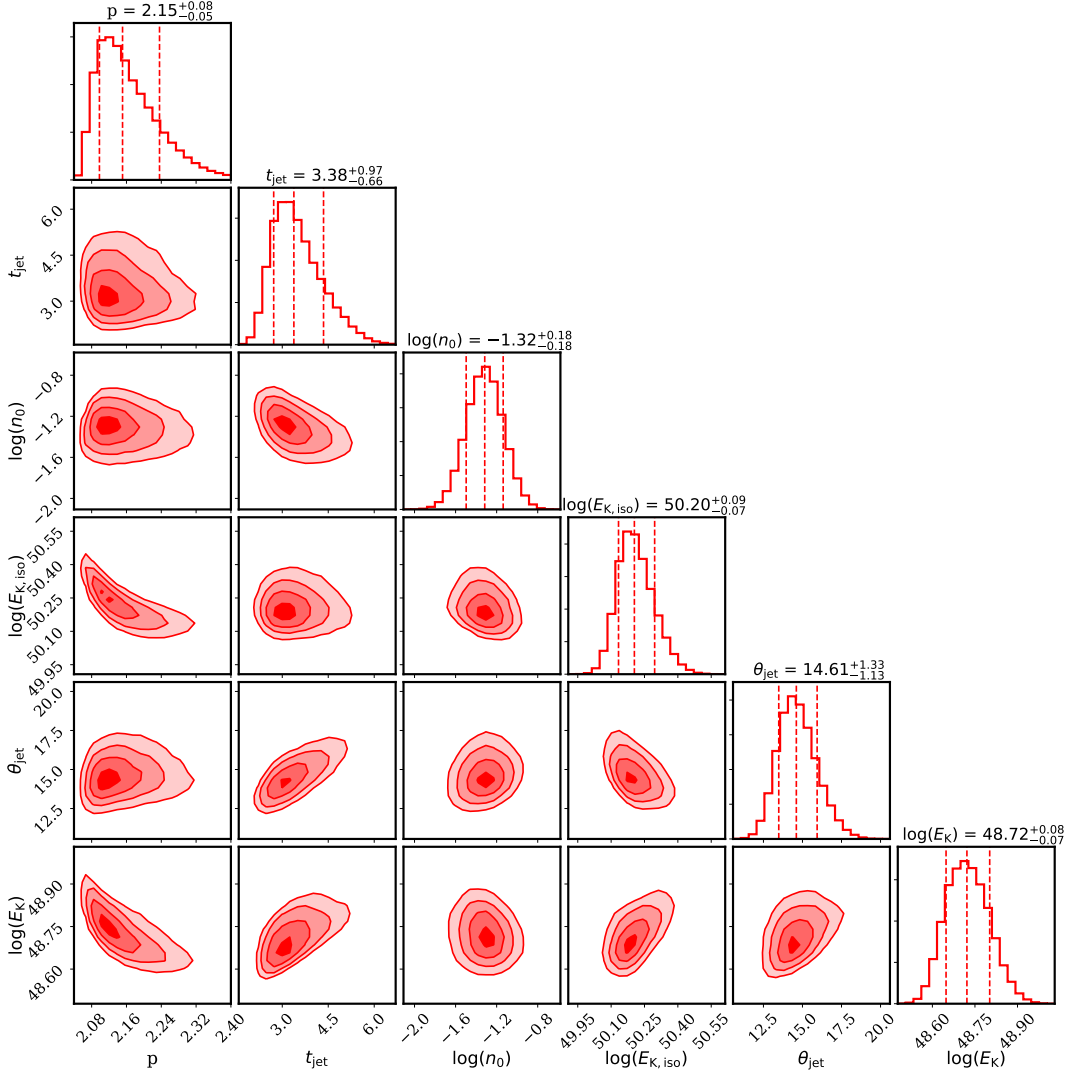 p = 2.15+0.08 −0.05
tjet = 3.38+0.97 −0.66
6.0
4.5
3.0
tjet
log(n0) = −1.32+0.18 −0.18
−0.8
−1.2
−1.6
−2.0
log(n0)
log(EK,iso) = 50.20+0.09 −0.07
50.55
50.40
50.25
50.10
49.95
log(EK,iso)
θjet = 14.61+1.33 −1.13
20.0
17.5
15.0
12.5
θjet
log(EK) = 48.72+0.08 −0.07
48.90
48.75
48.60
log(EK)
2.08 2.16 2.24 2.32 2.40 3.0 4.5 6.0 −2.0 −1.6 −1.2 −0.8 49.95 50.10 50.25 50.40 50.55 12.5 15.0 17.5 20.0 48.60 48.75 48.90
p tjet log(n0) log(EK,iso) θjet log(EK)